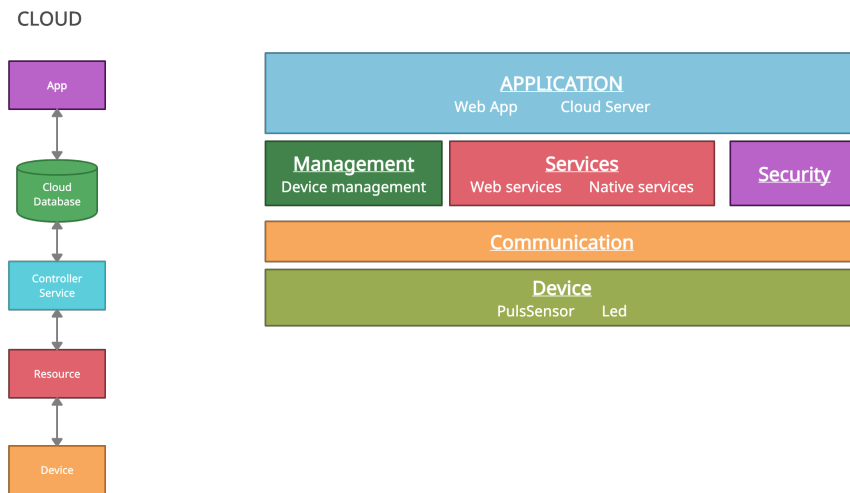 CLOUD
App
Cloud
Database
Controller
Service
Resource
Device
APPLICATION
Web App Cloud Server
Management
Device management
Services
Web services Native services
Security
Communication
Device
PulsSensor Led